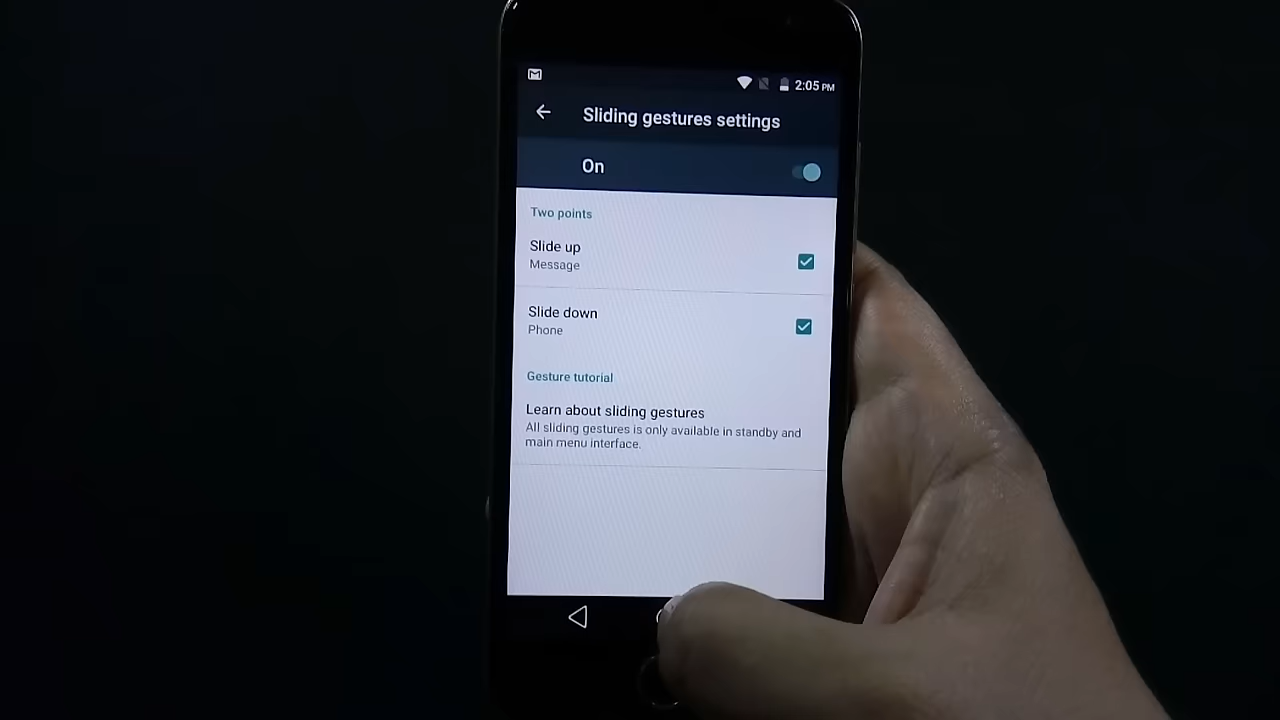 2:05 PM
Sliding gestures settings
On
Two points
Slide up
Message
Slide down
Phone
Gesture tutorial
Learn about sliding gestures
All sliding gestures is only available in standby and
main menu interface.